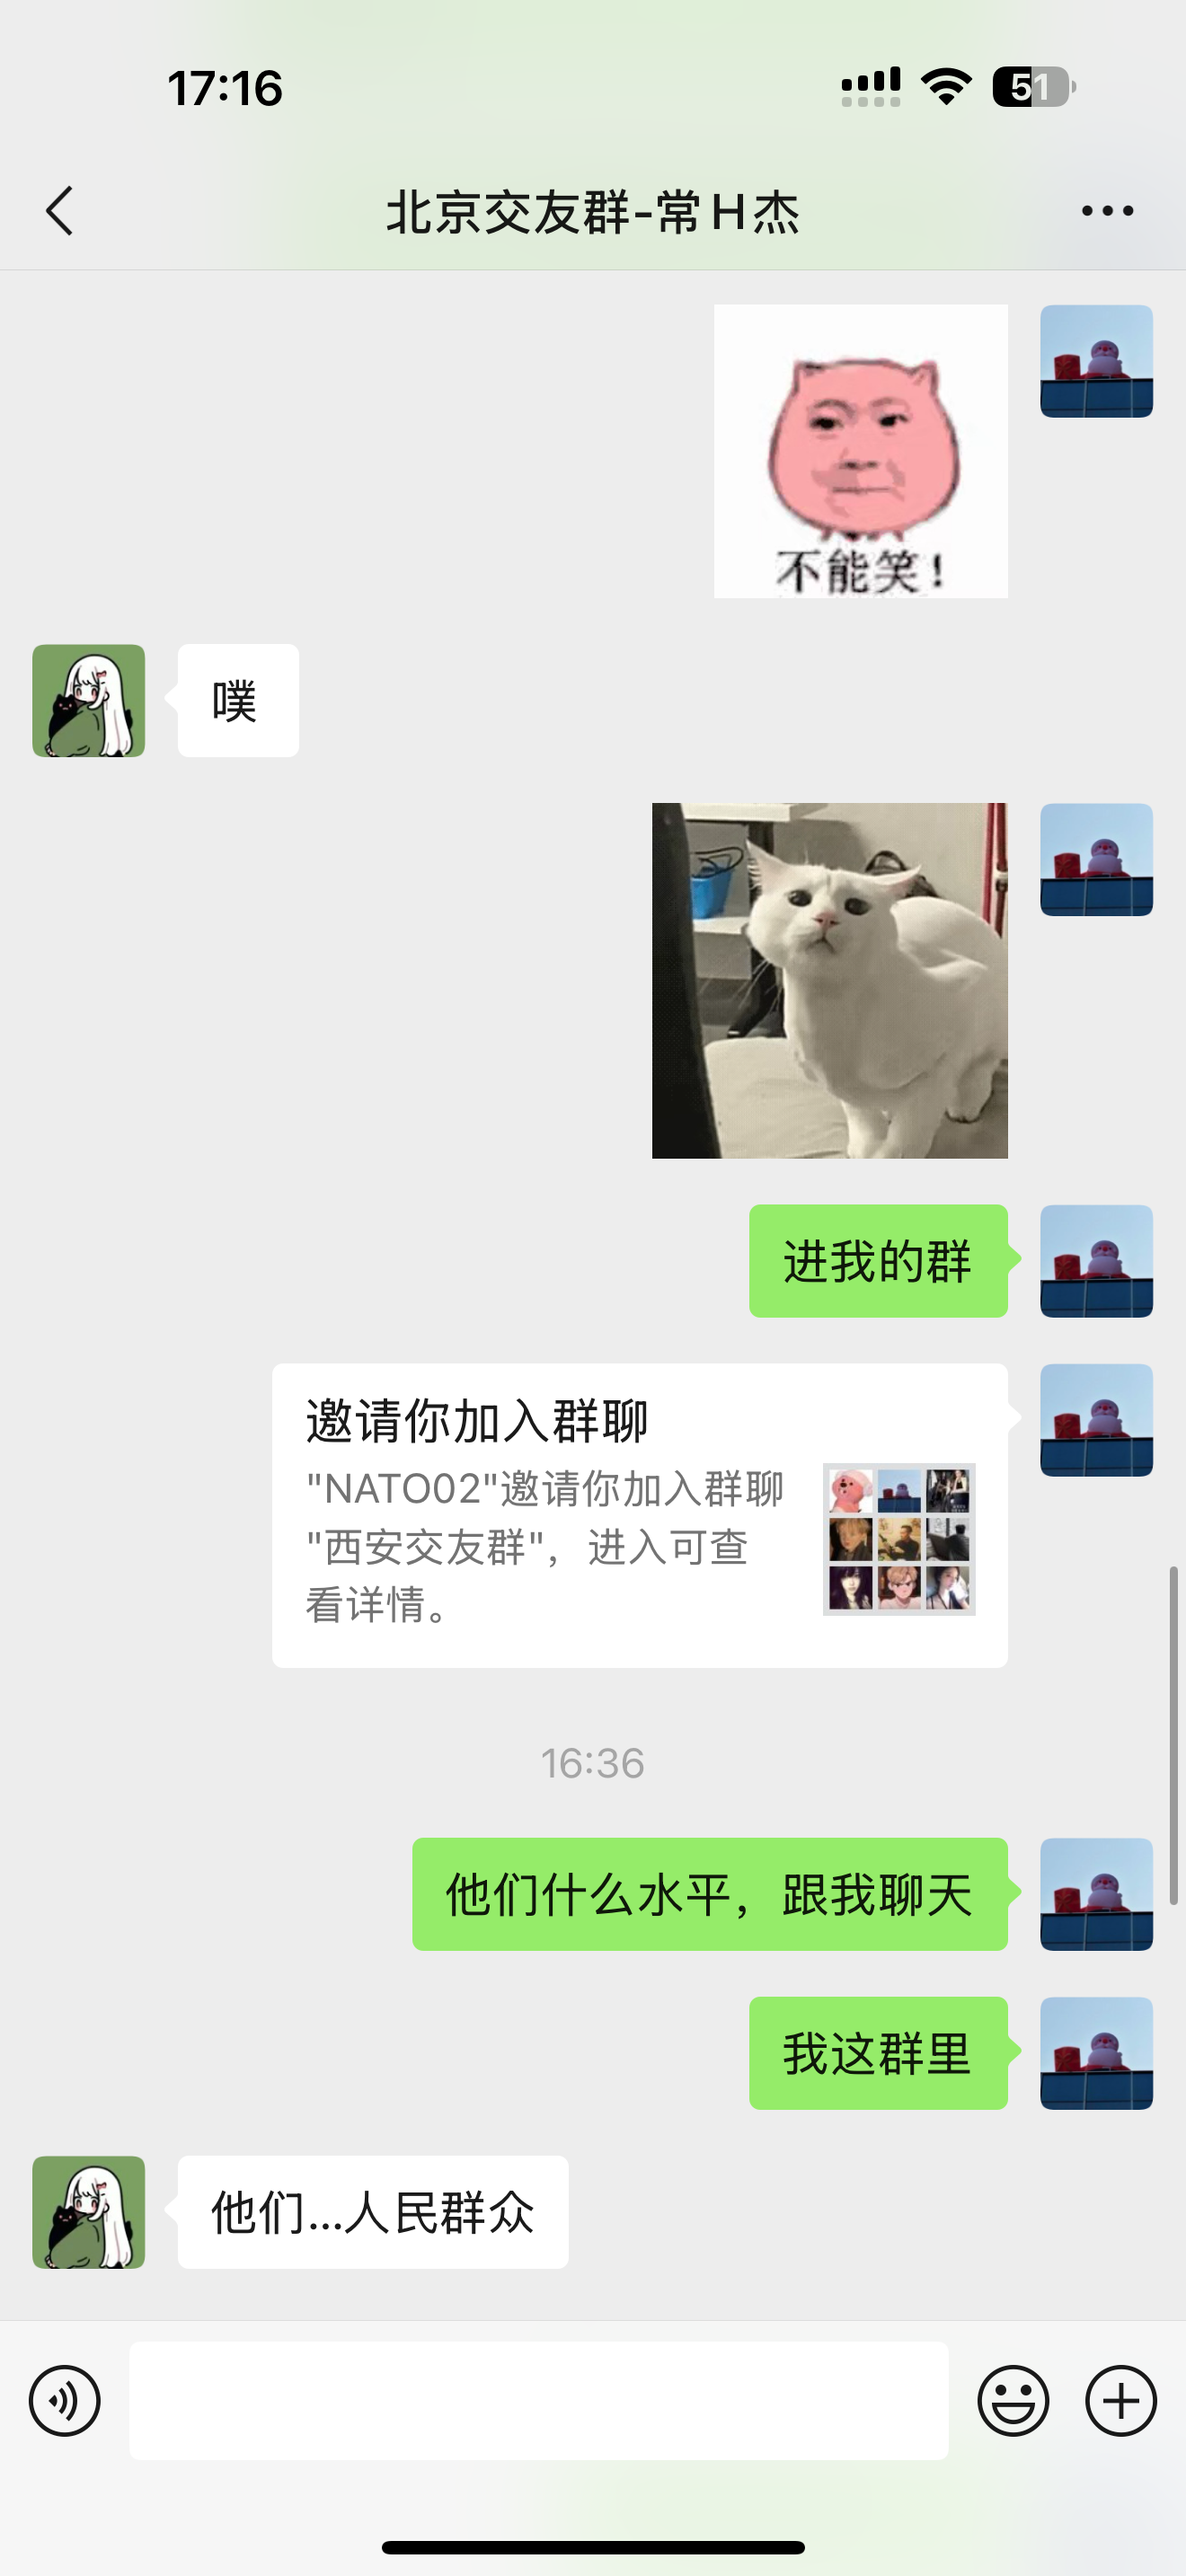 17:16
51
北京交友群-常H杰
不能笑！
噗
进我的群
邀请你加入群聊
"NATO02"邀请你加入群聊
"西安交友群"，进入可查
看详情。
16:36
他们什么水平，跟我聊天
我这群里
他们...人民群众